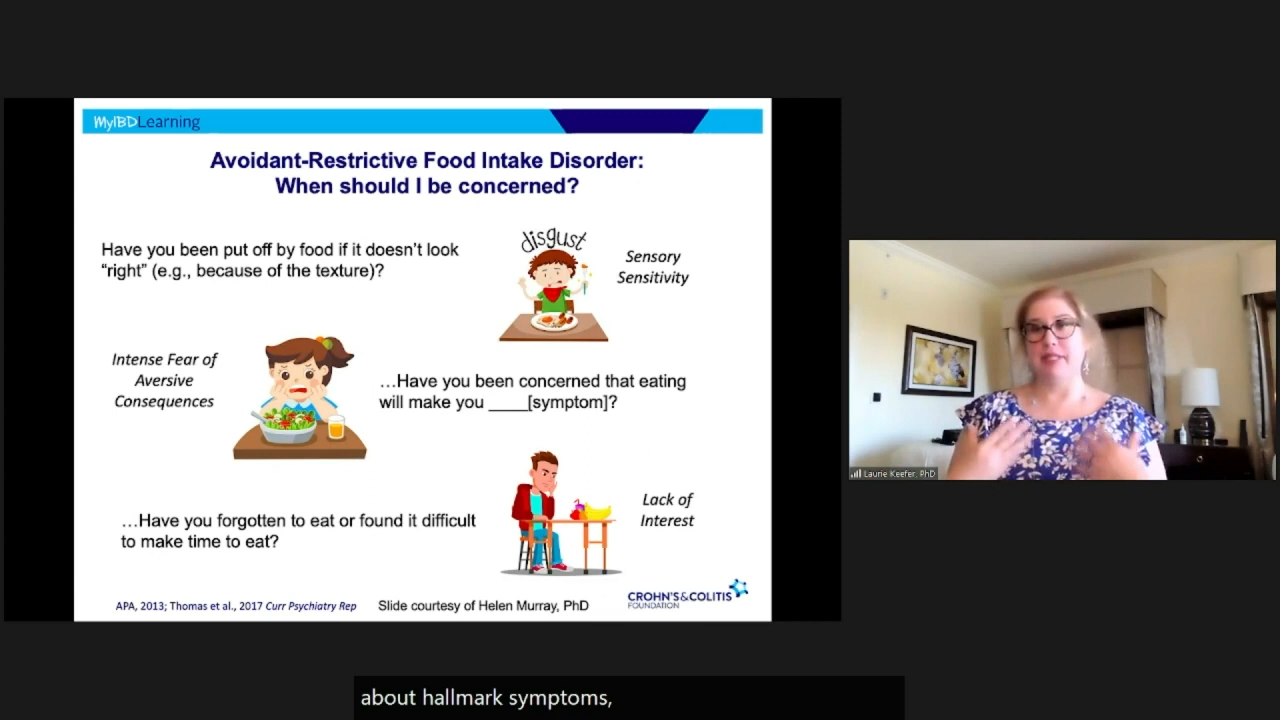 MyIBDLearning
Avoidant-Restrictive Food Intake Disorder:
When should I be concerned?
Have you been put off by food if it doesn’t look
“right” (e.g., because of the texture)?
disgust
Sensory
Sensitivity
Intense Fear of
Aversive
Consequences
…Have you been concerned that eating
will make you ____[symptom]?
…Have you forgotten to eat or found it difficult
to make time to eat?
Lack of
Interest
APA, 2013; Thomas et al., 2017 Curr Psychiatry Rep
Slide courtesy of Helen Murray, PhD
CROHN'S&COLITIS
FOUNDATION
Laurie Keefer, PhD
about hallmark symptoms,